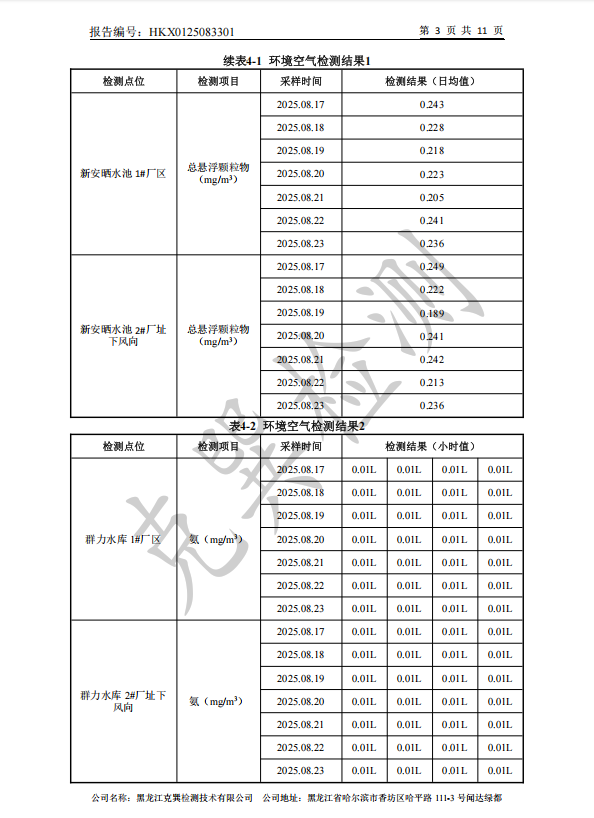 报告编号：HKX0125083301 第 3 页 共 11 页
续表4-1 环境空气检测结果1
检测点位 检测项目 采样时间 检测结果（日均值）
新安晒水池 1#厂区 总悬浮颗粒物（mg/m³） 2025.08.17 0.243
2025.08.18 0.228
2025.08.19 0.218
2025.08.20 0.223
2025.08.21 0.205
2025.08.22 0.241
2025.08.23 0.236
新安晒水池 2#厂址下风向 总悬浮颗粒物（mg/m³） 2025.08.17 0.249
2025.08.18 0.222
2025.08.19 0.189
2025.08.20 0.241
2025.08.21 0.242
2025.08.22 0.213
2025.08.23 0.236
表4-2 环境空气检测结果2
检测点位 检测项目 采样时间 检测结果（小时值）
群力水库 1#厂区 氨（mg/m³） 2025.08.17 0.01L 0.01L 0.01L 0.01L
2025.08.18 0.01L 0.01L 0.01L 0.01L
2025.08.19 0.01L 0.01L 0.01L 0.01L
2025.08.20 0.01L 0.01L 0.01L 0.01L
2025.08.21 0.01L 0.01L 0.01L 0.01L
2025.08.22 0.01L 0.01L 0.01L 0.01L
2025.08.23 0.01L 0.01L 0.01L 0.01L
群力水库 2#厂址下风向 氨（mg/m³） 2025.08.17 0.01L 0.01L 0.01L 0.01L
2025.08.18 0.01L 0.01L 0.01L 0.01L
2025.08.19 0.01L 0.01L 0.01L 0.01L
2025.08.20 0.01L 0.01L 0.01L 0.01L
2025.08.21 0.01L 0.01L 0.01L 0.01L
2025.08.22 0.01L 0.01L 0.01L 0.01L
2025.08.23 0.01L 0.01L 0.01L 0.01L
公司名称：黑龙江克巽检测技术有限公司 公司地址：黑龙江省哈尔滨市香坊区哈平路 111-3 号闻达绿都
克巽检测